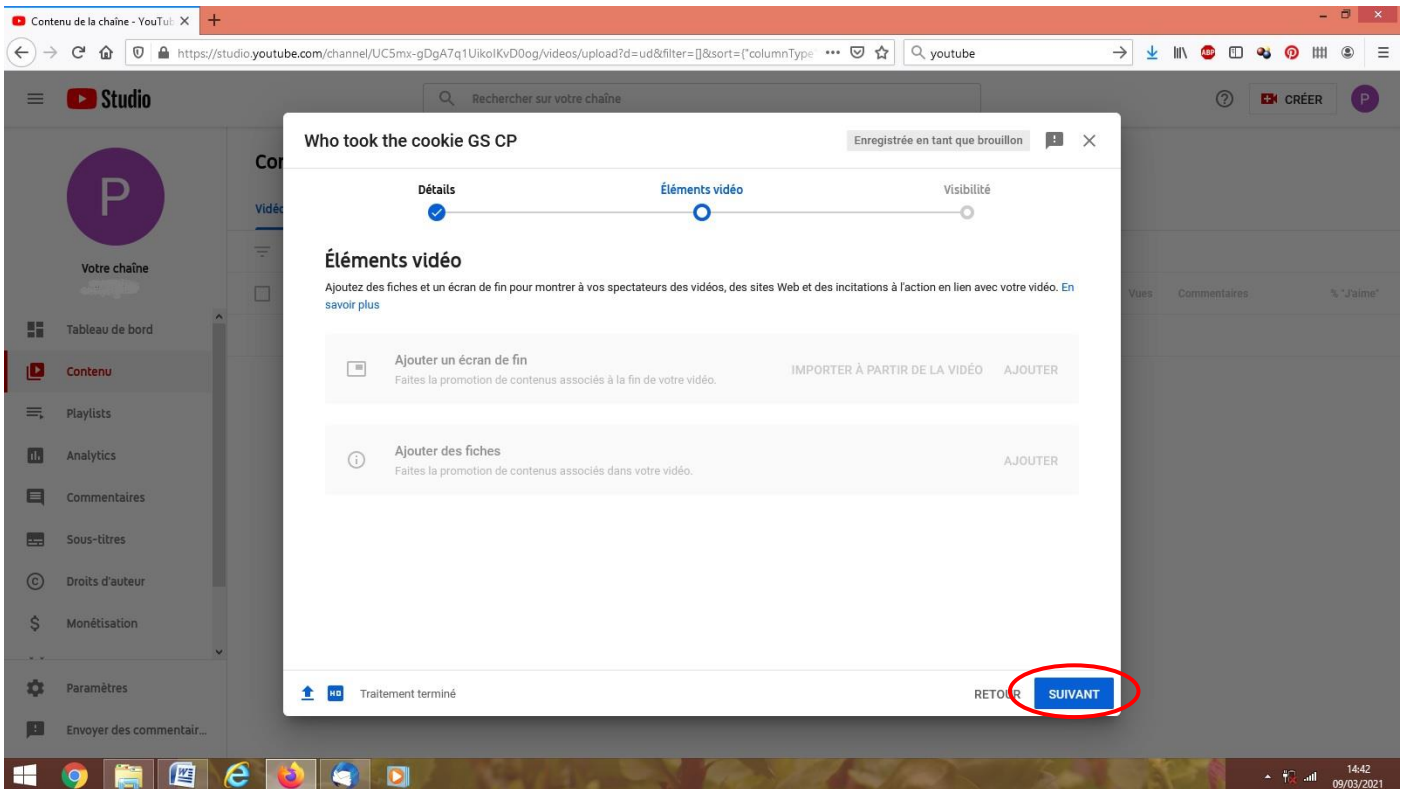 Contenu de la chaîne - YouTub
https://studio.youtube.com/channel/UC5mx-gDgA7q1UikoIKvD0og/videos/upload?d=ud&filter=[]&sort={"columnType
youtube
ABP
Studio
Rechercher sur votre chaîne
CRÉER
P
Who took the cookie GS CP
Enregistrée en tant que brouillon
P
Votre chaîne
Con
Vidéo
Détails
Éléments vidéo
Visibilité
Éléments vidéo
Ajoutez des fiches et un écran de fin pour montrer à vos spectateurs des vidéos, des sites Web et des incitations à l'action en lien avec votre vidéo. En
savoir plus
Vues Commentaires % "J'aime"
Ajouter un écran de fin
Faites la promotion de contenus associés à la fin de votre vidéo.
IMPORTER À PARTIR DE LA VIDÉO AJOUTER
Ajouter des fiches
Faites la promotion de contenus associés dans votre vidéo.
AJOUTER
Tableau de bord
Contenu
Playlists
Analytics
Commentaires
Sous-titres
Droits d'auteur
Monétisation
Paramètres
Envoyer des commentair...
HD Traitement terminé
RETOUR SUIVANT
14:42
09/03/2021